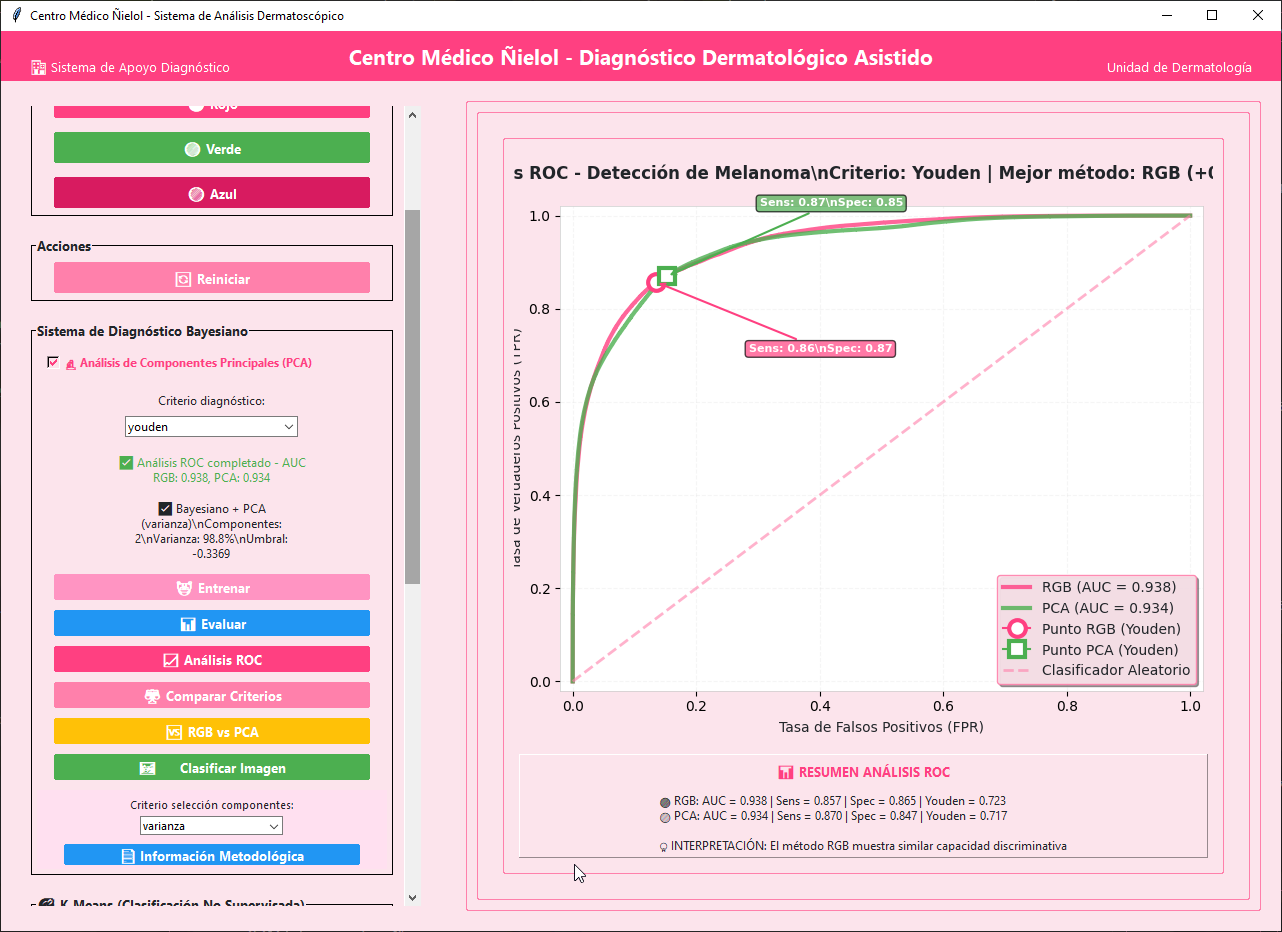 Centro Médico Ñielol - Sistema de Análisis Dermatoscópico
Centro Médico Ñielol - Diagnóstico Dermatológico Asistido
Sistema de Apoyo Diagnóstico
Unidad de Dermatología
Rojo
Verde
Azul
Acciones
Reiniciar
Sistema de Diagnóstico Bayesiano
Análisis de Componentes Principales (PCA)
Criterio diagnóstico:
youden
Análisis ROC completado - AUC
RGB: 0.938, PCA: 0.934
Bayesiano + PCA
(varianza)\nComponentes:
2\nVarianza: 98.8%\nUmbral:
-0.3369
Entrenar
Evaluar
Análisis ROC
Comparar Criterios
VS RGB vs PCA
Clasificar Imagen
Criterio selección componentes:
varianza
Información Metodológica
K-Means (Clasificación No Supervisada)
s ROC - Detección de Melanoma\nCriterio: Youden | Mejor método: RGB (+0
Sens: 0.87\nSpec: 0.85
Sens: 0.86\nSpec: 0.87
1.0
0.8
0.6
0.4
0.2
0.0
Tasa de Verdaderos Positivos (TPR)
0.0 0.2 0.4 0.6 0.8 1.0
Tasa de Falsos Positivos (FPR)
RGB (AUC = 0.938)
PCA (AUC = 0.934)
Punto RGB (Youden)
Punto PCA (Youden)
Clasificador Aleatorio
RESUMEN ANÁLISIS ROC
RGB: AUC = 0.938 | Sens = 0.857 | Spec = 0.865 | Youden = 0.723
PCA: AUC = 0.934 | Sens = 0.870 | Spec = 0.847 | Youden = 0.717
INTERPRETACIÓN: El método RGB muestra similar capacidad discriminativa